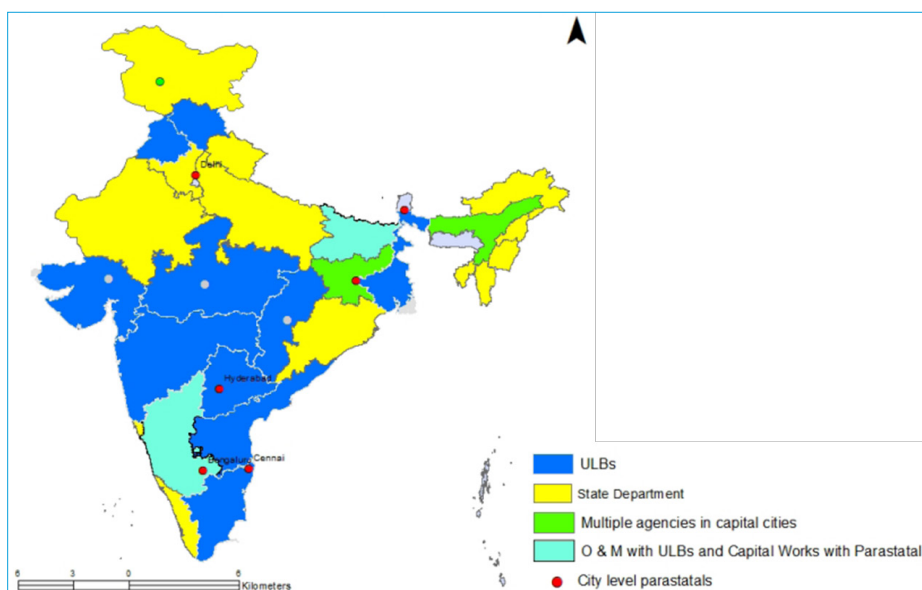 Delhi
Hyderabad
Bengaluru
Cennai
ULBs
State Department
Multiple agencies in capital cities
O & M with ULBs and Capital Works with Parastatal
City level parastatals
6 3 0 6
Kilometers